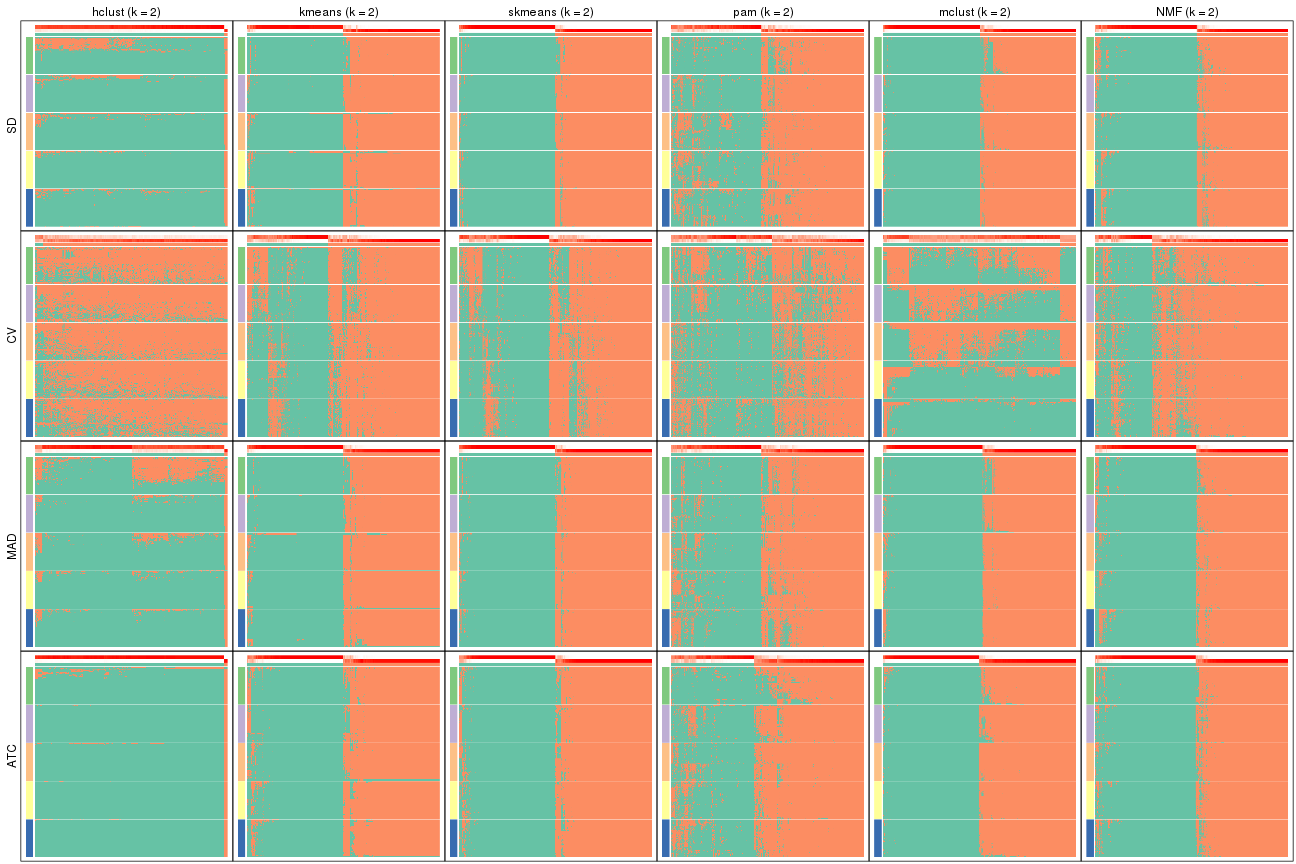 hclust (k = 2) kmeans (k = 2) skmeans (k = 2) pam (k = 2) mclust (k = 2) NMF (k = 2)
SD
CV
MAD
ATC